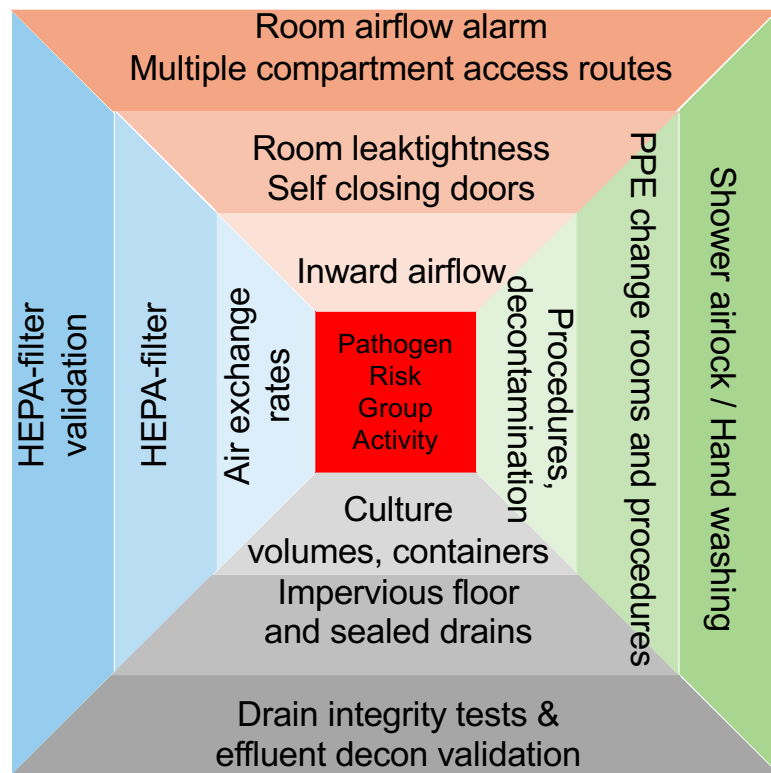 Room airflow alarm
Multiple compartment access routes
Room leaktightness
Self closing doors
Inward airflow
HEPA-filter
validation
HEPA-filter
Air exchange
rates
Pathogen
Risk
Group
Activity
Procedures,
decontamination
PPE change rooms and procedures
Shower airlock / Hand washing
Culture
volumes, containers
Impervious floor
and sealed drains
Drain integrity tests &
effluent decon validation